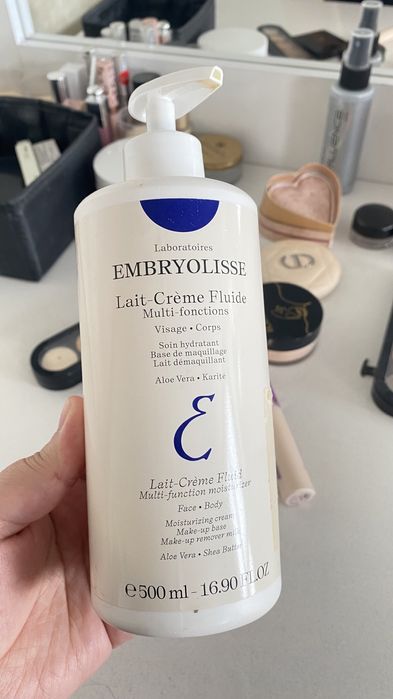 Laboratoires
EMBRYOLISSE
Lait-Crème Fluide
Multi-fonctions
Visage • Corps
Soin hydratant
Base de maquillage
Lait démaquillant
Aloe Vera • Karité
ε
Lait-Crème Fluid
Multi-function moisturizer
Face • Body
Moisturizing cream
Make-up base
Make-up remover
Aloe Vera • Shea Butter
℮ 500 ml - 16.90 FL.OZ